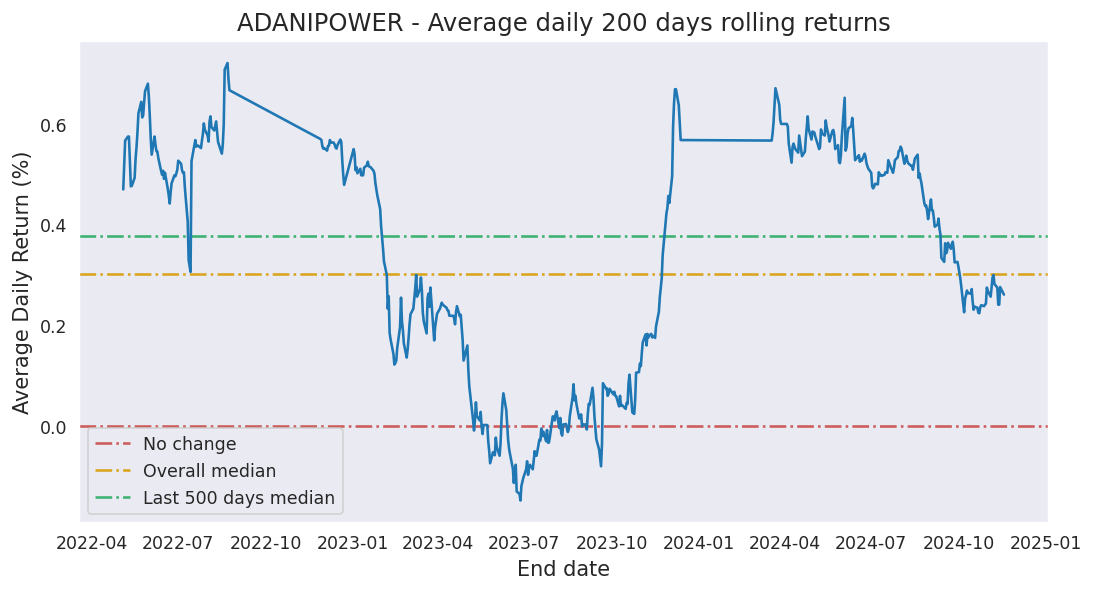 ADANIPOWER - Average daily 200 days rolling returns
Average Daily Return (%)
0.6
0.4
0.2
0.0
No change
Overall median
Last 500 days median
2022-04 2022-07 2022-10 2023-01 2023-04 2023-07 2023-10 2024-01 2024-04 2024-07 2024-10 2025-01
End date